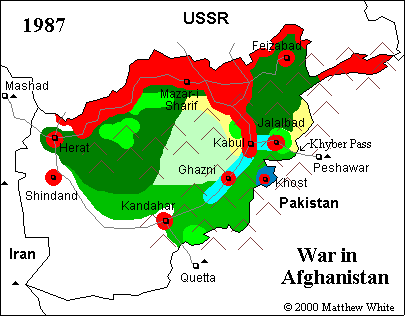 1987
USSR
Feizabad
Mashad
Mazar-i
Sharif
Jalalbad
Kabul
Khyber Pass
Herat
Peshawar
Ghazni
Shindand
Khost
Kandahar
Pakistan
Iran
Quetta
War in
Afghanistan
© 2000 Matthew White